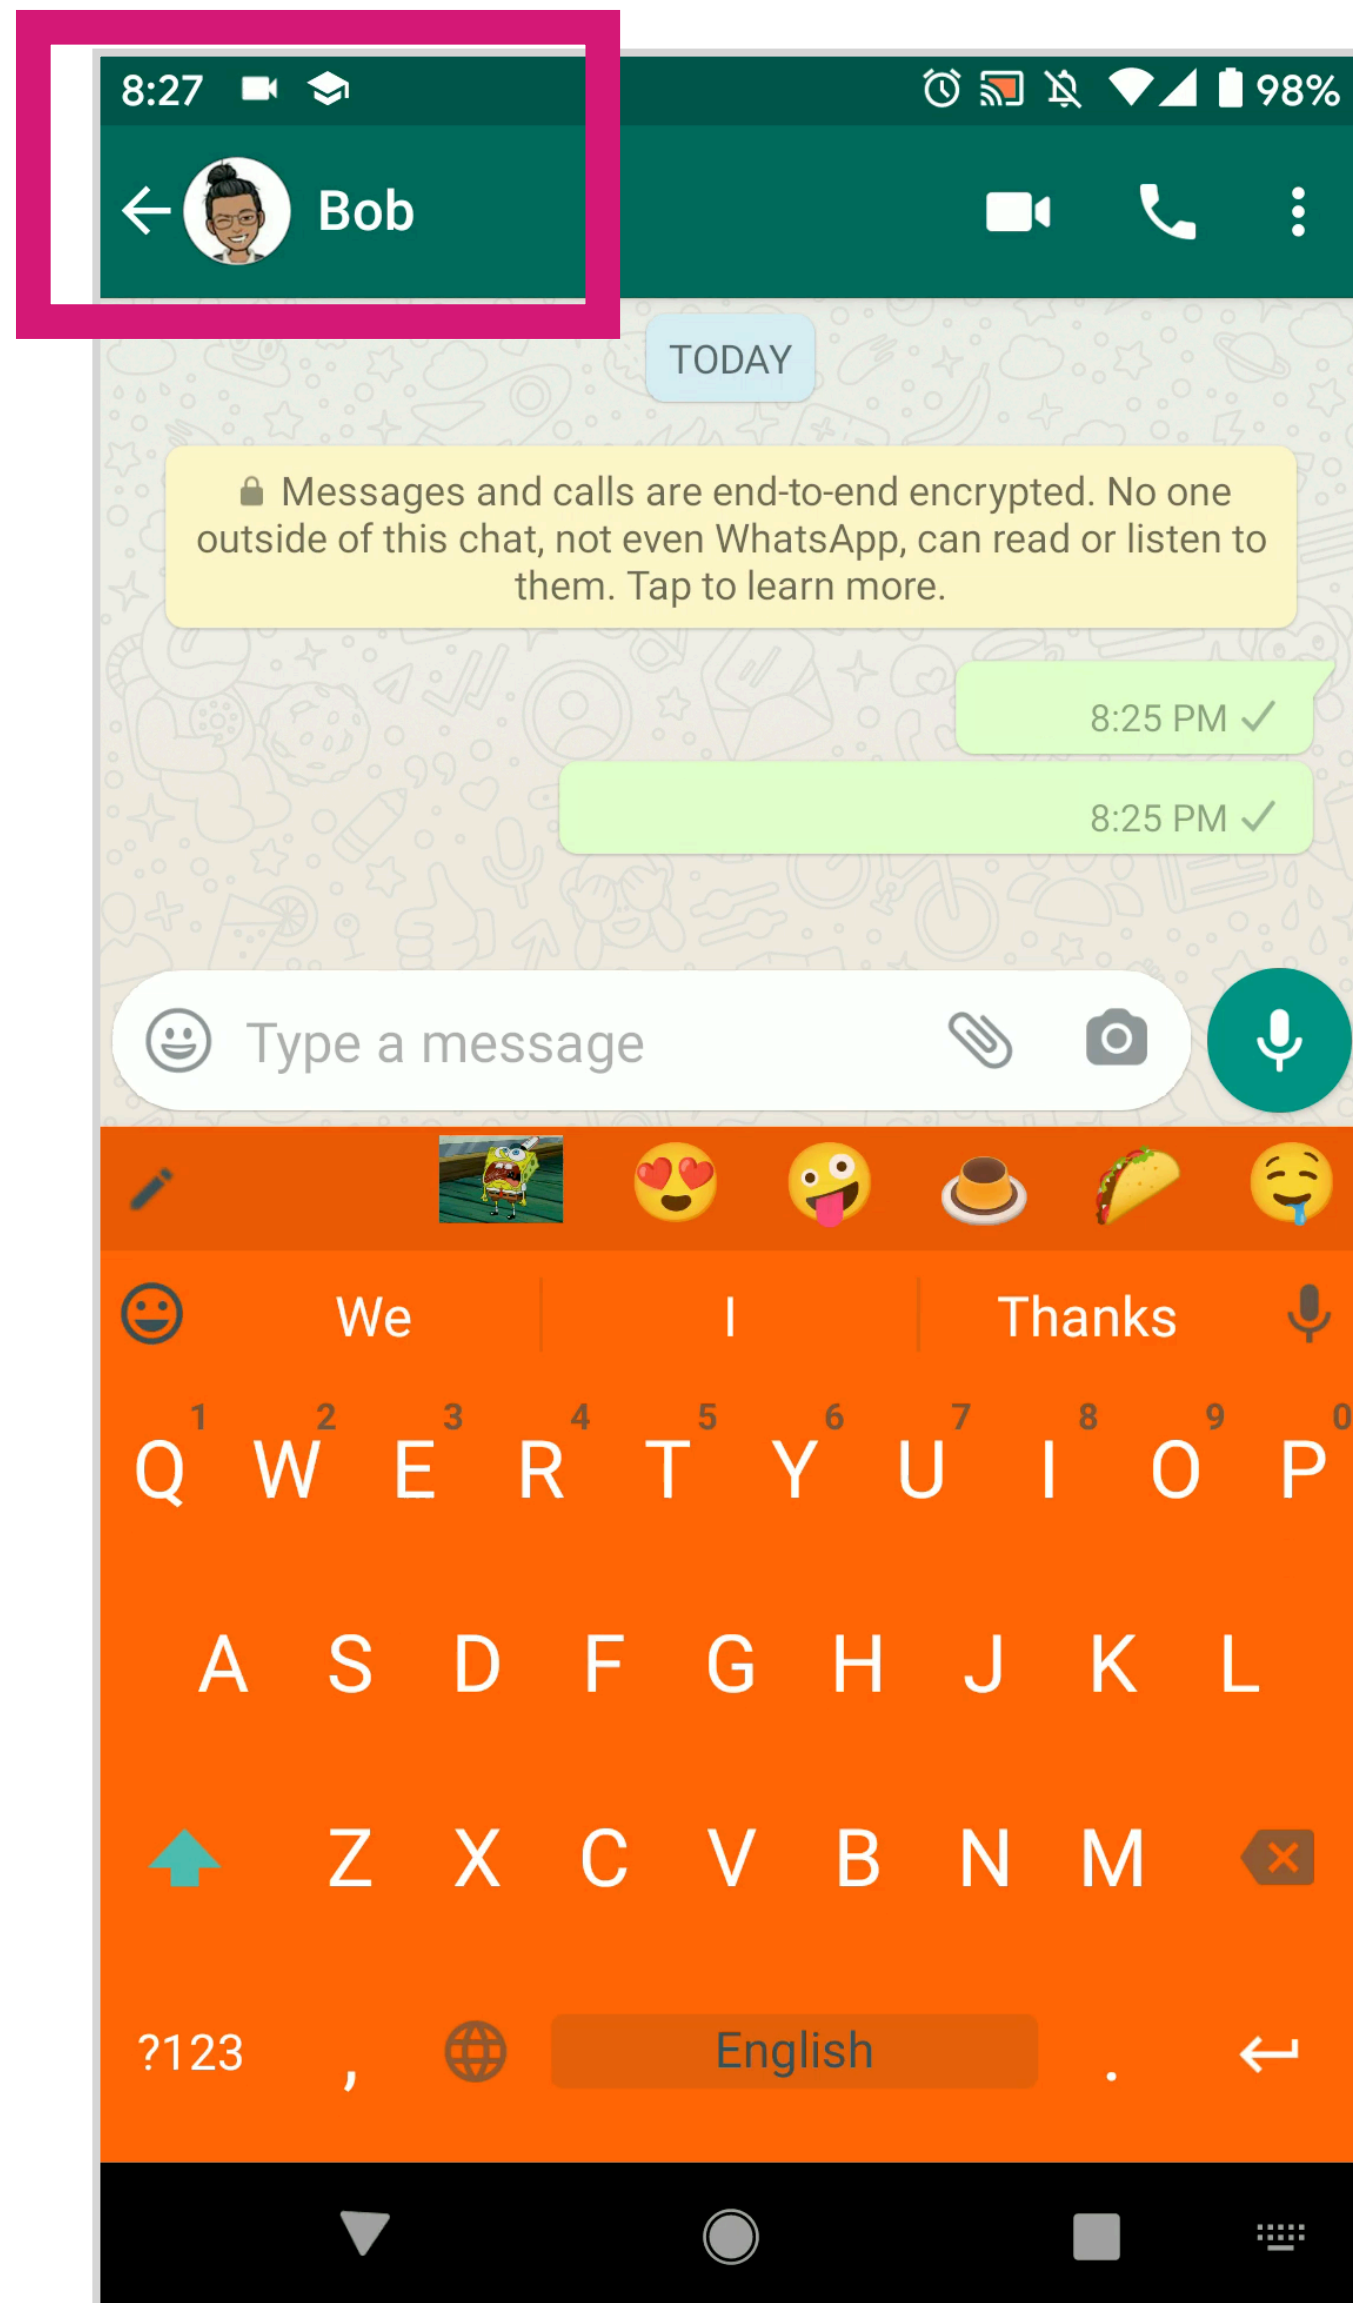 8:27 98%
Bob
TODAY
Messages and calls are end-to-end encrypted. No one
outside of this chat, not even WhatsApp, can read or listen to
them. Tap to learn more.
8:25 PM
8:25 PM
Type a message
We I Thanks
1 2 3 4 5 6 7 8 9 0
Q W E R T Y U I O P
A S D F G H J K L
Z X C V B N M
?123 , English .